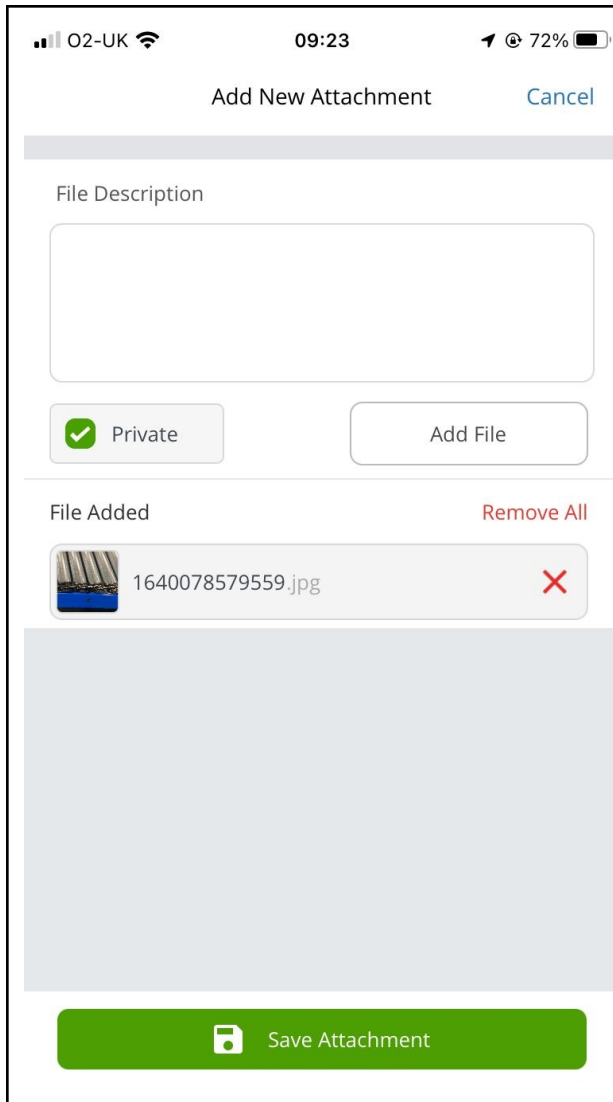 O2-UK 09:23 72%
Add New Attachment Cancel
File Description
Private Add File
File Added Remove All
1640078579559.jpg
Save Attachment